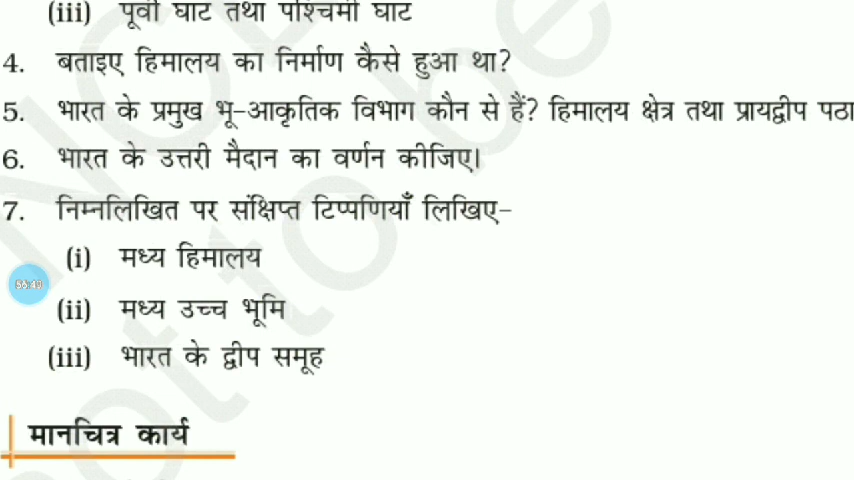 (iii) पूर्वी घाट तथा पश्चिमी घाट
4. बताइए हिमालय का निर्माण कैसे हुआ था?
5. भारत के प्रमुख भू-आकृतिक विभाग कौन से हैं? हिमालय क्षेत्र तथा प्रायद्वीप पठा
6. भारत के उत्तरी मैदान का वर्णन कीजिए।
7. निम्नलिखित पर संक्षिप्त टिप्पणियाँ लिखिए-
(i) मध्य हिमालय
(ii) मध्य उच्च भूमि
(iii) भारत के द्वीप समूह
मानचित्र कार्य